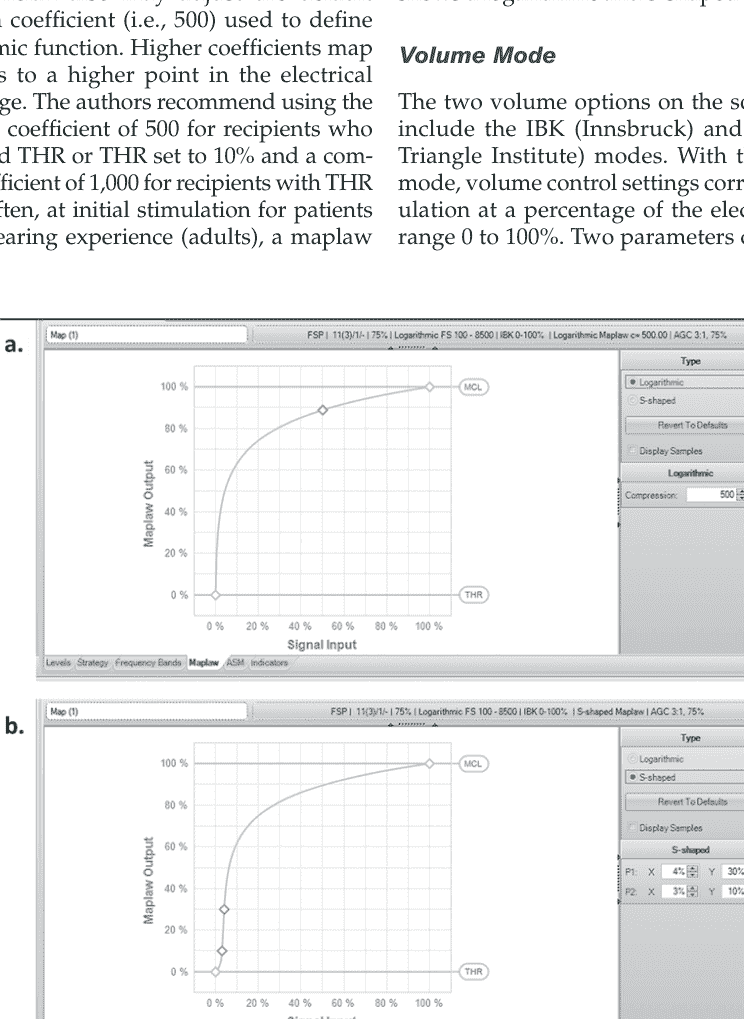 coefficient (i.e., 500) used to define
mic function. Higher coefficients map
s to a higher point in the electrical
ge. The authors recommend using the
coefficient of 500 for recipients who
d THR or THR set to 10% and a com-
fficient of 1,000 for recipients with THR
ften, at initial stimulation for patients
earing experience (adults), a maplaw
Volume Mode
The two volume options on the so
include the IBK (Innsbruck) and
Triangle Institute) modes. With t
mode, volume control settings corr
ulation at a percentage of the elec
range 0 to 100%. Two parameters c
a.
Map (1)
FSP | 11(3)/1/- | 75% | Logarithmic FS 100 - 8500 | IBK 0-100% | Logarithmic Maplaw c= 500.00 | AGC 3:1, 75%
100 %
80 %
60 %
40 %
20 %
0 %
Maplaw Output
MCL
THR
0 % 20 % 40 % 60 % 80 % 100 %
Signal Input
Type
Logarithmic
S-shaped
Revert To Defaults
Display Samples
Logarithmic
Compression: 500
Levels Strategy Frequency Bands Maplaw ASM Indicators
b.
Map (1)
FSP | 11(3)/1/- | 75% | Logarithmic FS 100 - 8500 | IBK 0-100% | S-shaped Maplaw | AGC 3:1, 75%
100 %
80 %
60 %
40 %
20 %
0 %
Maplaw Output
MCL
THR
0 % 20 % 40 % 60 % 80 % 100 %
Type
Logarithmic
S-shaped
Revert To Defaults
Display Samples
S-shaped
P1: X 4% Y 30%
P2: X 3% Y 10%